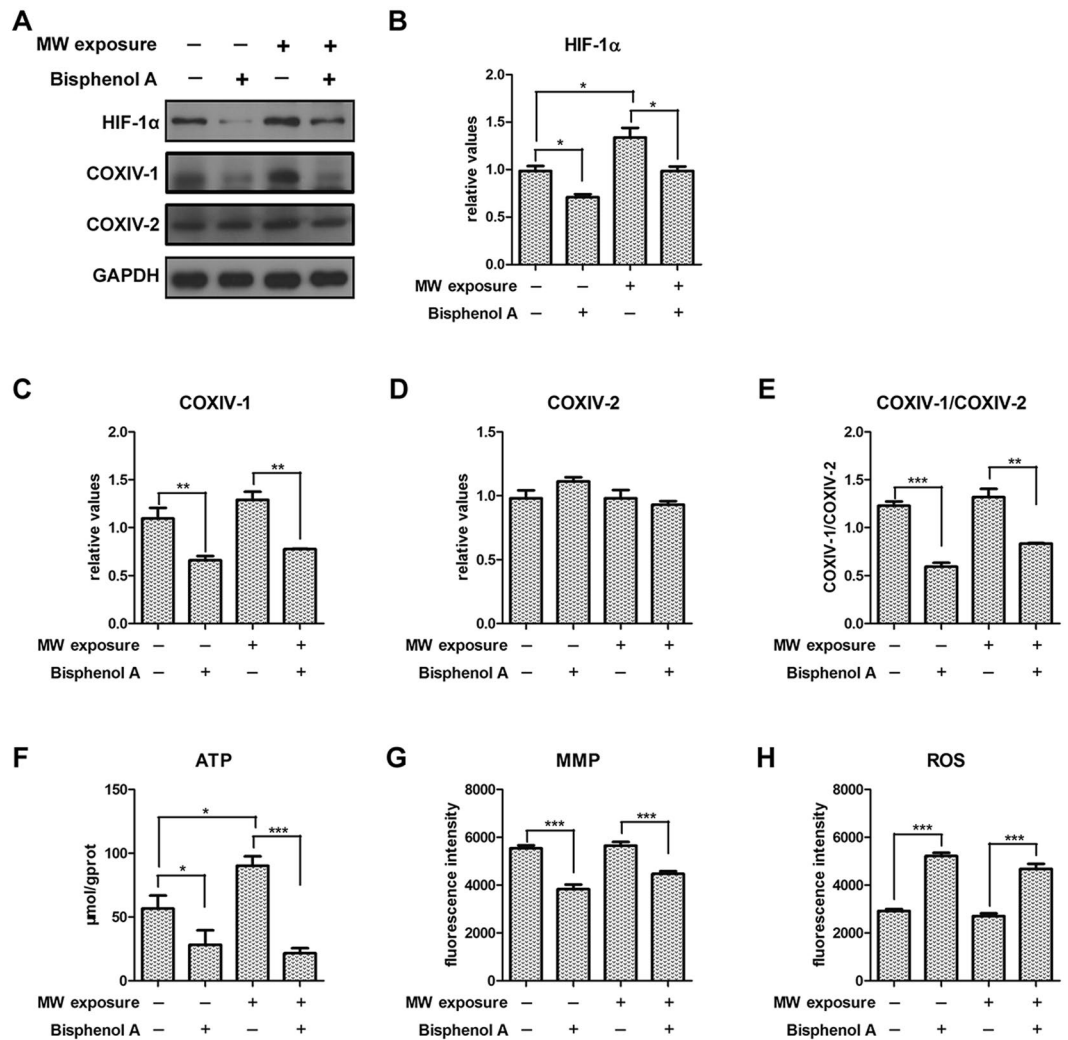 A
MW exposure – – + +
Bisphenol A – + – +
HIF-1α
COXIV-1
COXIV-2
GAPDH
B
HIF-1α
relative values
2.0
1.5
1.0
0.5
0.0
*
*
*
MW exposure – – + +
Bisphenol A – + – +
C
COXIV-1
relative values
2.0
1.5
1.0
0.5
0.0
**
**
MW exposure – – + +
Bisphenol A – + – +
D
COXIV-2
relative values
1.5
1.0
0.5
0.0
MW exposure – – + +
Bisphenol A – + – +
E
COXIV-1/COXIV-2
COXIV-1/COXIV-2
2.0
1.5
1.0
0.5
0.0
***
**
MW exposure – – + +
Bisphenol A – + – +
F
ATP
μmol/gprot
150
100
50
0
*
*
***
MW exposure – – + +
Bisphenol A – + – +
G
MMP
fluorescence intensity
8000
6000
4000
2000
0
***
***
MW exposure – – + +
Bisphenol A – + – +
H
ROS
fluorescence intensity
8000
6000
4000
2000
0
***
***
MW exposure – – + +
Bisphenol A – + – +